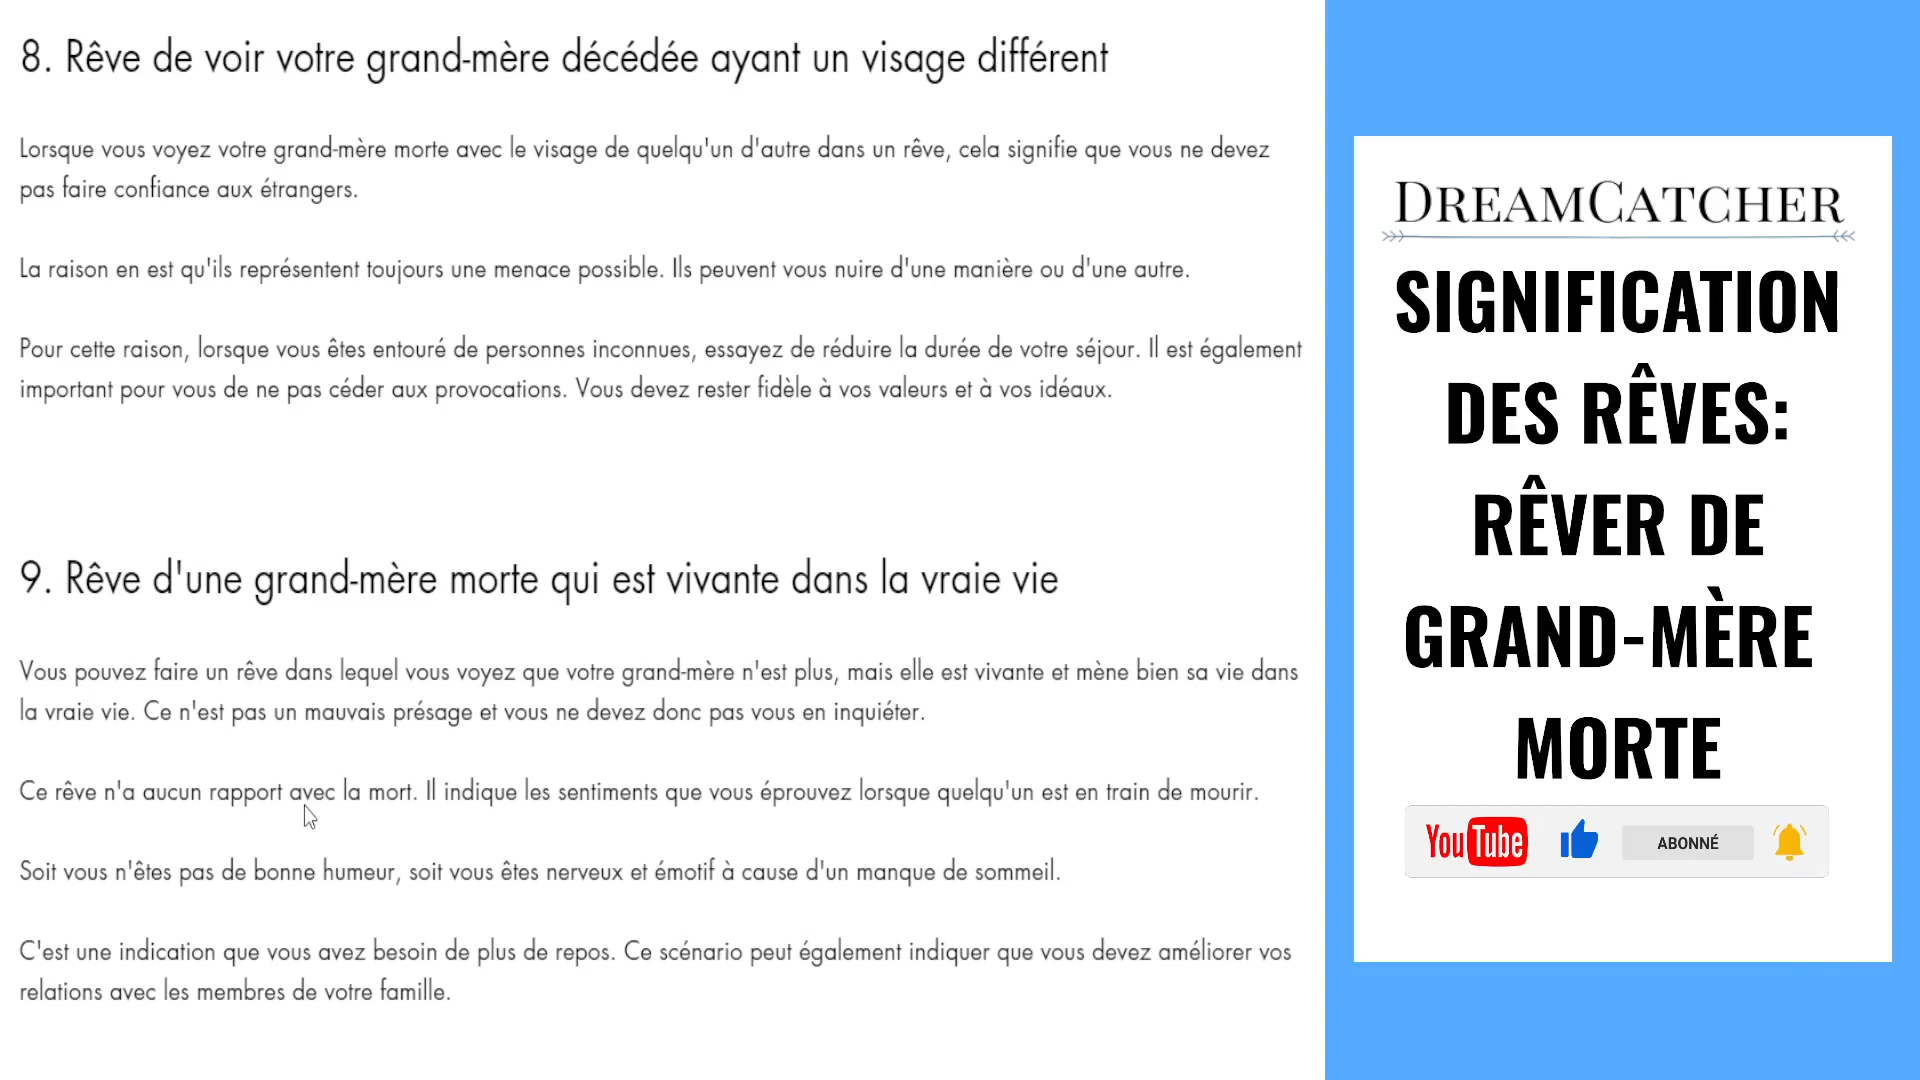 8. Rêve de voir votre grand-mère décédée ayant un visage différent
Lorsque vous voyez votre grand-mère morte avec le visage de quelqu'un d'autre dans un rêve, cela signifie que vous ne devez
pas faire confiance aux étrangers.
La raison en est qu'ils représentent toujours une menace possible. Ils peuvent vous nuire d'une manière ou d'une autre.
Pour cette raison, lorsque vous êtes entouré de personnes inconnues, essayez de réduire la durée de votre séjour. Il est également
important pour vous de ne pas céder aux provocations. Vous devez rester fidèle à vos valeurs et à vos idéaux.
9. Rêve d'une grand-mère morte qui est vivante dans la vraie vie
Vous pouvez faire un rêve dans lequel vous voyez que votre grand-mère n'est plus, mais elle est vivante et mène bien sa vie dans
la vraie vie. Ce n'est pas un mauvais présage et vous ne devez donc pas vous en inquiéter.
Ce rêve n'a aucun rapport avec la mort. Il indique les sentiments que vous éprouvez lorsque quelqu'un est en train de mourir.
Soit vous n'êtes pas de bonne humeur, soit vous êtes nerveux et émotif à cause d'un manque de sommeil.
C'est une indication que vous avez besoin de plus de repos. Ce scénario peut également indiquer que vous devez améliorer vos
relations avec les membres de votre famille.
DREAMCATCHER
SIGNIFICATION
DES RÊVES:
RÊVER DE
GRAND-MÈRE
MORTE
YouTube
ABONNÉ